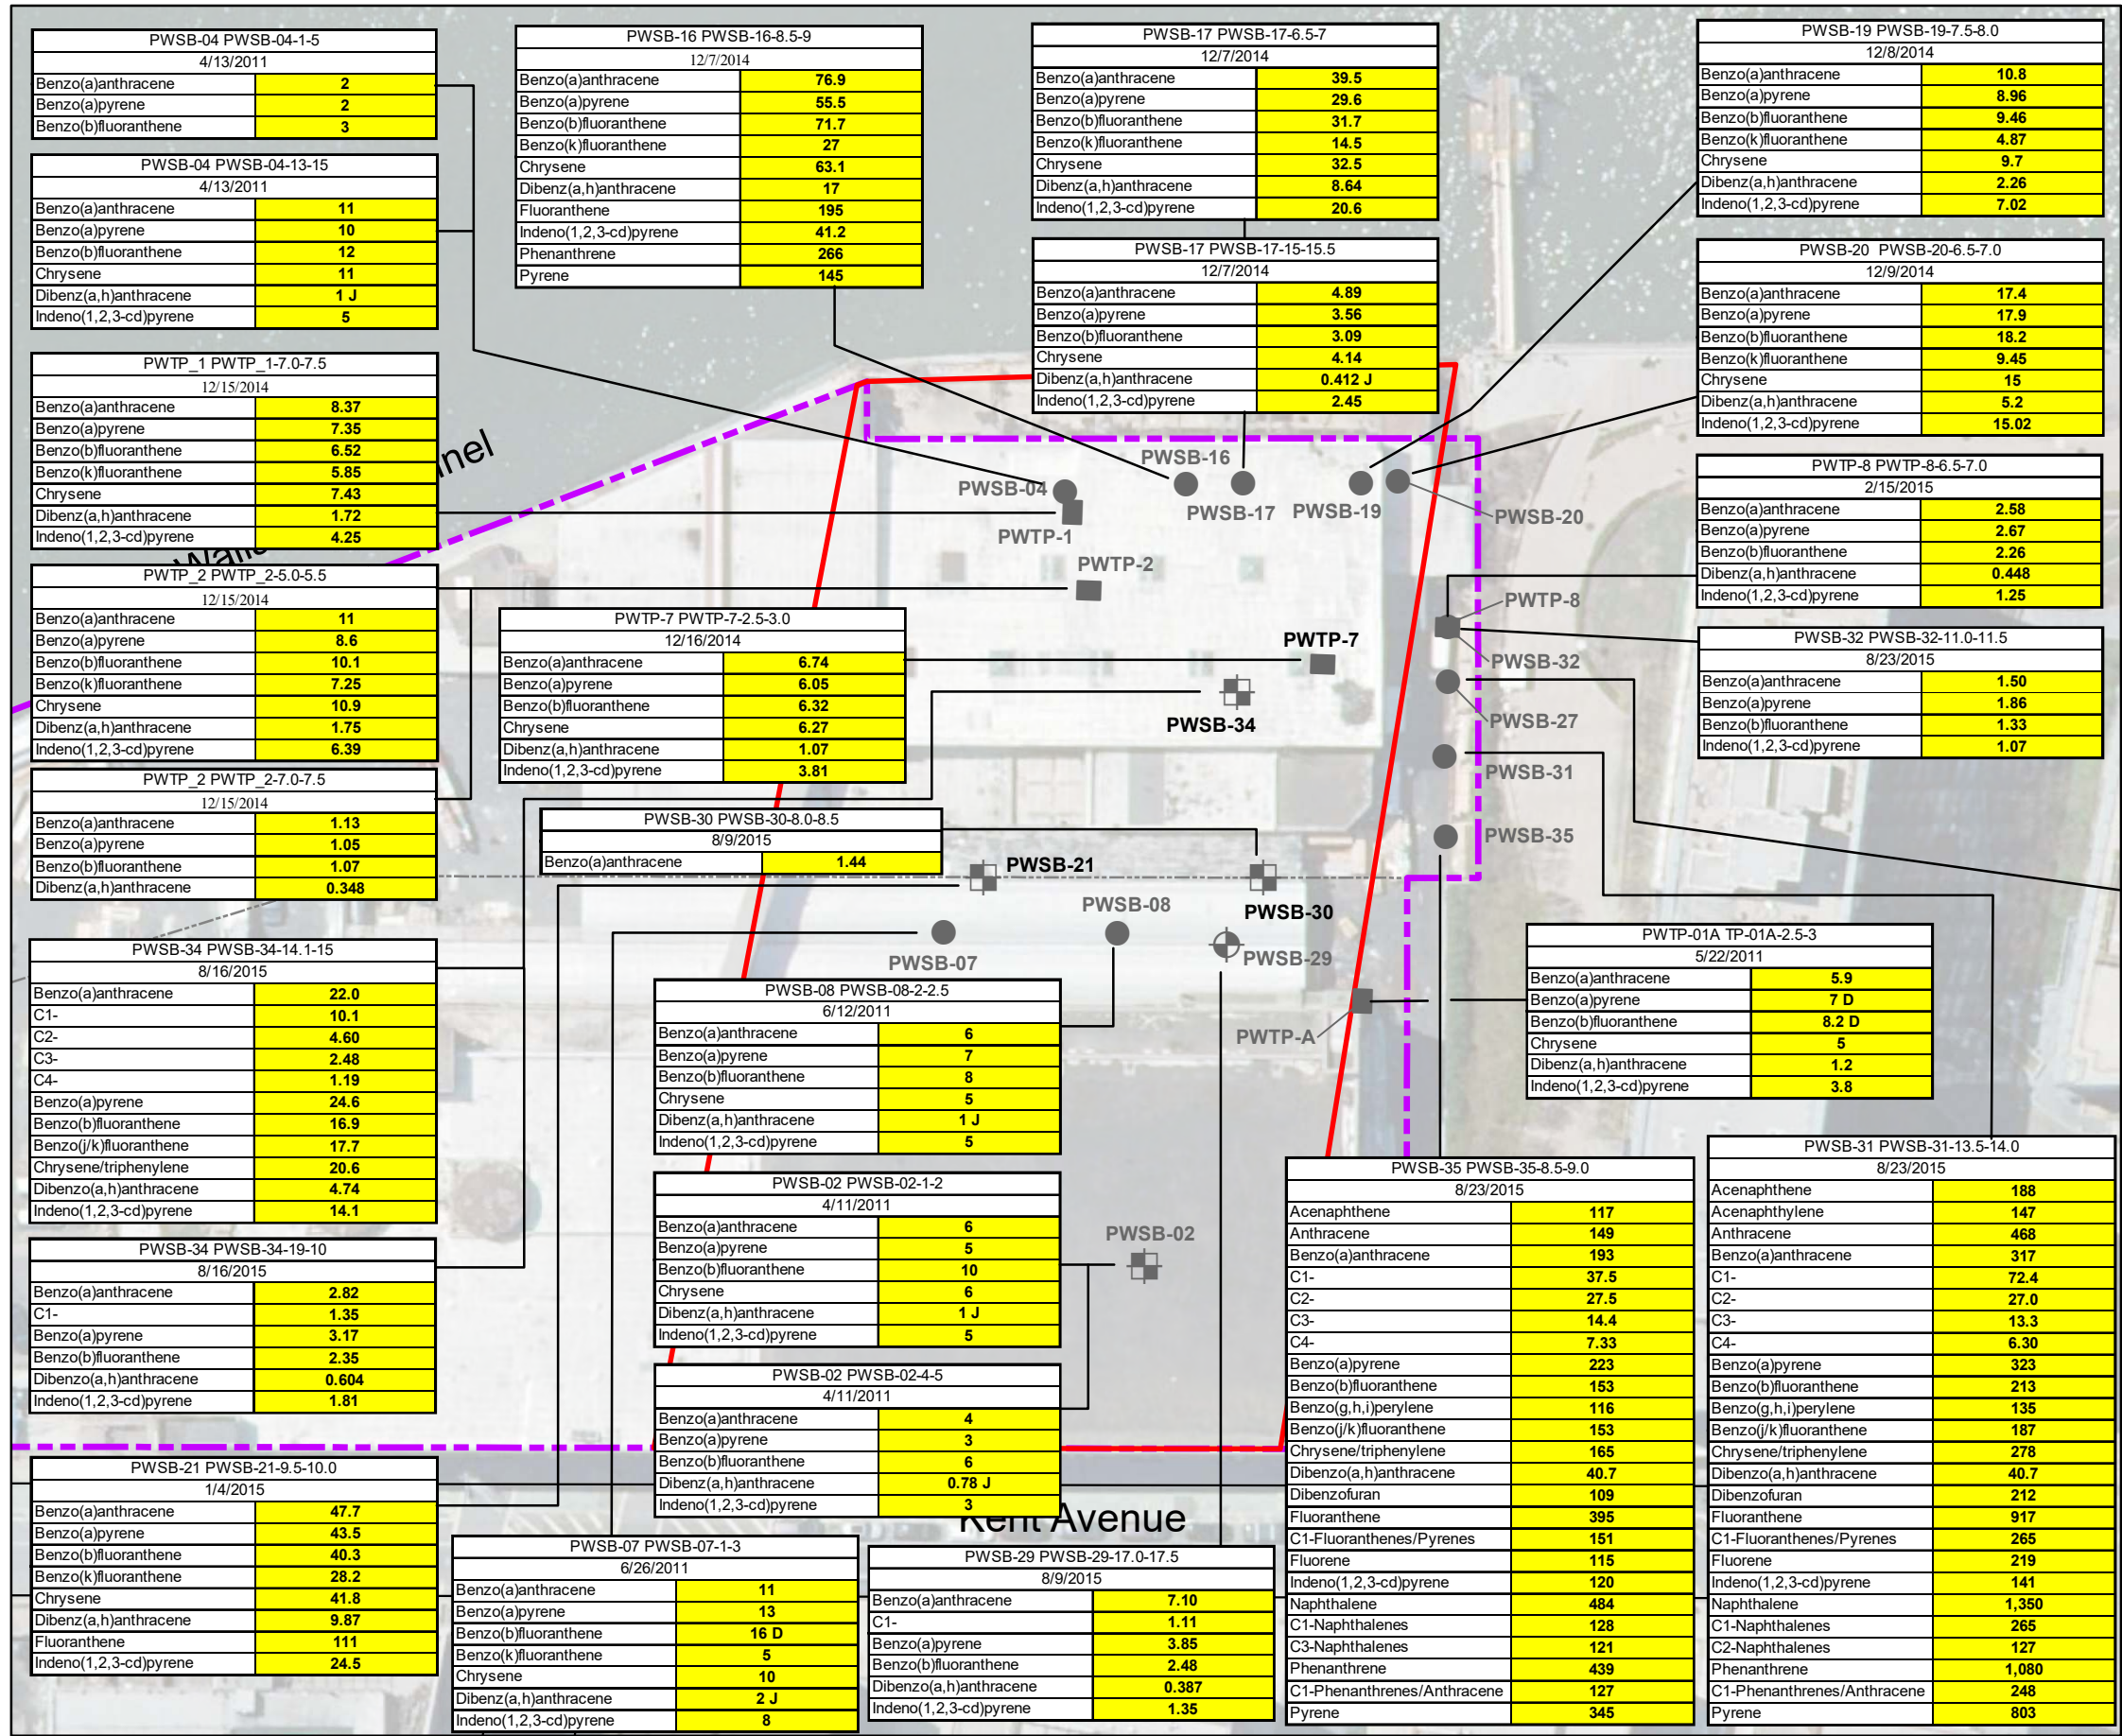 PWSB-04 PWSB-04-1-5
4/13/2011
Benzo(a)anthracene 2
Benzo(a)pyrene 2
Benzo(b)fluoranthene 3
PWSB-04 PWSB-04-13-15
4/13/2011
Benzo(a)anthracene 11
Benzo(a)pyrene 10
Benzo(b)fluoranthene 12
Chrysene 11
Dibenz(a,h)anthracene 1 J
Indeno(1,2,3-cd)pyrene 5
PWTP_1 PWTP_1-7.0-7.5
12/15/2014
Benzo(a)anthracene 8.37
Benzo(a)pyrene 7.35
Benzo(b)fluoranthene 6.52
Benzo(k)fluoranthene 5.85
Chrysene 7.43
Dibenz(a,h)anthracene 1.72
Indeno(1,2,3-cd)pyrene 4.25
PWTP_2 PWTP_2-5.0-5.5
12/15/2014
Benzo(a)anthracene 11
Benzo(a)pyrene 8.6
Benzo(b)fluoranthene 10.1
Benzo(k)fluoranthene 7.25
Chrysene 10.9
Dibenz(a,h)anthracene 1.75
Indeno(1,2,3-cd)pyrene 6.39
PWTP_2 PWTP_2-7.0-7.5
12/15/2014
Benzo(a)anthracene 1.13
Benzo(a)pyrene 1.05
Benzo(b)fluoranthene 1.07
Dibenz(a,h)anthracene 0.348
PWSB-34 PWSB-34-14.1-15
8/16/2015
Benzo(a)anthracene 22.0
C1- 10.1
C2- 4.60
C3- 2.48
C4- 1.19
Benzo(a)pyrene 24.6
Benzo(b)fluoranthene 16.9
Benzo(j/k)fluoranthene 17.7
Chrysene/triphenylene 20.6
Dibenzo(a,h)anthracene 4.74
Indeno(1,2,3-cd)pyrene 14.1
PWSB-34 PWSB-34-19-10
8/16/2015
Benzo(a)anthracene 2.82
C1- 1.35
Benzo(a)pyrene 3.17
Benzo(b)fluoranthene 2.35
Dibenzo(a,h)anthracene 0.604
Indeno(1,2,3-cd)pyrene 1.81
PWSB-21 PWSB-21-9.5-10.0
1/4/2015
Benzo(a)anthracene 47.7
Benzo(a)pyrene 43.5
Benzo(b)fluoranthene 40.3
Benzo(k)fluoranthene 28.2
Chrysene 41.8
Dibenz(a,h)anthracene 9.87
Fluoranthene 111
Indeno(1,2,3-cd)pyrene 24.5
PWSB-16 PWSB-16-8.5-9
12/7/2014
Benzo(a)anthracene 76.9
Benzo(a)pyrene 55.5
Benzo(b)fluoranthene 71.7
Benzo(k)fluoranthene 27
Chrysene 63.1
Dibenz(a,h)anthracene 17
Fluoranthene 195
Indeno(1,2,3-cd)pyrene 41.2
Phenanthrene 266
Pyrene 145
PWSB-17 PWSB-17-6.5-7
12/7/2014
Benzo(a)anthracene 39.5
Benzo(a)pyrene 29.6
Benzo(b)fluoranthene 31.7
Benzo(k)fluoranthene 14.5
Chrysene 32.5
Dibenz(a,h)anthracene 8.64
Indeno(1,2,3-cd)pyrene 20.6
PWSB-17 PWSB-17-15-15.5
12/7/2014
Benzo(a)anthracene 4.89
Benzo(a)pyrene 3.56
Benzo(b)fluoranthene 3.09
Chrysene 4.14
Dibenz(a,h)anthracene 0.412 J
Indeno(1,2,3-cd)pyrene 2.45
PWSB-19 PWSB-19-7.5-8.0
12/8/2014
Benzo(a)anthracene 10.8
Benzo(a)pyrene 8.96
Benzo(b)fluoranthene 9.46
Benzo(k)fluoranthene 4.87
Chrysene 9.7
Dibenz(a,h)anthracene 2.26
Indeno(1,2,3-cd)pyrene 7.02
PWSB-20 PWSB-20-6.5-7.0
12/9/2014
Benzo(a)anthracene 17.4
Benzo(a)pyrene 17.9
Benzo(b)fluoranthene 18.2
Benzo(k)fluoranthene 9.45
Chrysene 15
Dibenz(a,h)anthracene 5.2
Indeno(1,2,3-cd)pyrene 15.02
PWTP-8 PWTP-8-6.5-7.0
2/15/2015
Benzo(a)anthracene 2.58
Benzo(a)pyrene 2.67
Benzo(b)fluoranthene 2.26
Dibenz(a,h)anthracene 0.448
Indeno(1,2,3-cd)pyrene 1.25
PWSB-32 PWSB-32-11.0-11.5
8/23/2015
Benzo(a)anthracene 1.50
Benzo(a)pyrene 1.86
Benzo(b)fluoranthene 1.33
Indeno(1,2,3-cd)pyrene 1.07
PWSB-16
PWSB-04
PWSB-17
PWSB-19
PWSB-20
PWTP-1
PWTP-2
PWTP-8
PWTP-7
PWSB-32
PWSB-34
PWSB-27
PWSB-31
PWSB-35
PWSB-21
PWSB-30
PWSB-08
PWSB-07
PWSB-29
PWTP-A
PWSB-02
PWTP-7 PWTP-7-2.5-3.0
12/16/2014
Benzo(a)anthracene 6.74
Benzo(a)pyrene 6.05
Benzo(b)fluoranthene 6.32
Chrysene 6.27
Dibenz(a,h)anthracene 1.07
Indeno(1,2,3-cd)pyrene 3.81
PWSB-30 PWSB-30-8.0-8.5
8/9/2015
Benzo(a)anthracene 1.44
PWSB-08 PWSB-08-2-2.5
6/12/2011
Benzo(a)anthracene 6
Benzo(a)pyrene 7
Benzo(b)fluoranthene 8
Chrysene 5
Dibenz(a,h)anthracene 1 J
Indeno(1,2,3-cd)pyrene 5
PWSB-02 PWSB-02-1-2
4/11/2011
Benzo(a)anthracene 6
Benzo(a)pyrene 5
Benzo(b)fluoranthene 10
Chrysene 6
Dibenz(a,h)anthracene 1 J
Indeno(1,2,3-cd)pyrene 5
PWSB-02 PWSB-02-4-5
4/11/2011
Benzo(a)anthracene 4
Benzo(a)pyrene 3
Benzo(b)fluoranthene 6
Dibenz(a,h)anthracene 0.78 J
Indeno(1,2,3-cd)pyrene 3
Kent Avenue
PWTP-01A TP-01A-2.5-3
5/22/2011
Benzo(a)anthracene 5.9
Benzo(a)pyrene 7 D
Benzo(b)fluoranthene 8.2 D
Chrysene 5
Dibenz(a,h)anthracene 1.2
Indeno(1,2,3-cd)pyrene 3.8
PWSB-07 PWSB-07-1-3
6/26/2011
Benzo(a)anthracene 11
Benzo(a)pyrene 13
Benzo(b)fluoranthene 16 D
Benzo(k)fluoranthene 5
Chrysene 10
Dibenz(a,h)anthracene 2 J
Indeno(1,2,3-cd)pyrene 8
PWSB-29 PWSB-29-17.0-17.5
8/9/2015
Benzo(a)anthracene 7.10
C1- 1.11
Benzo(a)pyrene 3.85
Benzo(b)fluoranthene 2.48
Dibenzo(a,h)anthracene 0.387
Indeno(1,2,3-cd)pyrene 1.35
PWSB-35 PWSB-35-8.5-9.0
8/23/2015
Acenaphthene 117
Anthracene 149
Benzo(a)anthracene 193
C1- 37.5
C2- 27.5
C3- 14.4
C4- 7.33
Benzo(a)pyrene 223
Benzo(b)fluoranthene 153
Benzo(g,h,i)perylene 116
Benzo(j/k)fluoranthene 153
Chrysene/triphenylene 165
Dibenzo(a,h)anthracene 40.7
Dibenzofuran 109
Fluoranthene 395
C1-Fluoranthenes/Pyrenes 151
Fluorene 115
Indeno(1,2,3-cd)pyrene 120
Naphthalene 484
C1-Naphthalenes 128
C3-Naphthalenes 121
Phenanthrene 439
C1-Phenanthrenes/Anthracene 127
Pyrene 345
PWSB-31 PWSB-31-13.5-14.0
8/23/2015
Acenaphthene 188
Acenaphthylene 147
Anthracene 468
Benzo(a)anthracene 317
C1- 72.4
C2- 27.0
C3- 13.3
C4- 6.30
Benzo(a)pyrene 323
Benzo(b)fluoranthene 213
Benzo(g,h,i)perylene 135
Benzo(j/k)fluoranthene 187
Chrysene/triphenylene 278
Dibenzo(a,h)anthracene 40.7
Dibenzofuran 212
Fluoranthene 917
C1-Fluoranthenes/Pyrenes 265
Fluorene 219
Indeno(1,2,3-cd)pyrene 141
Naphthalene 1,350
C1-Naphthalenes 265
C2-Naphthalenes 127
Phenanthrene 1,080
C1-Phenanthrenes/Anthracene 248
Pyrene 803